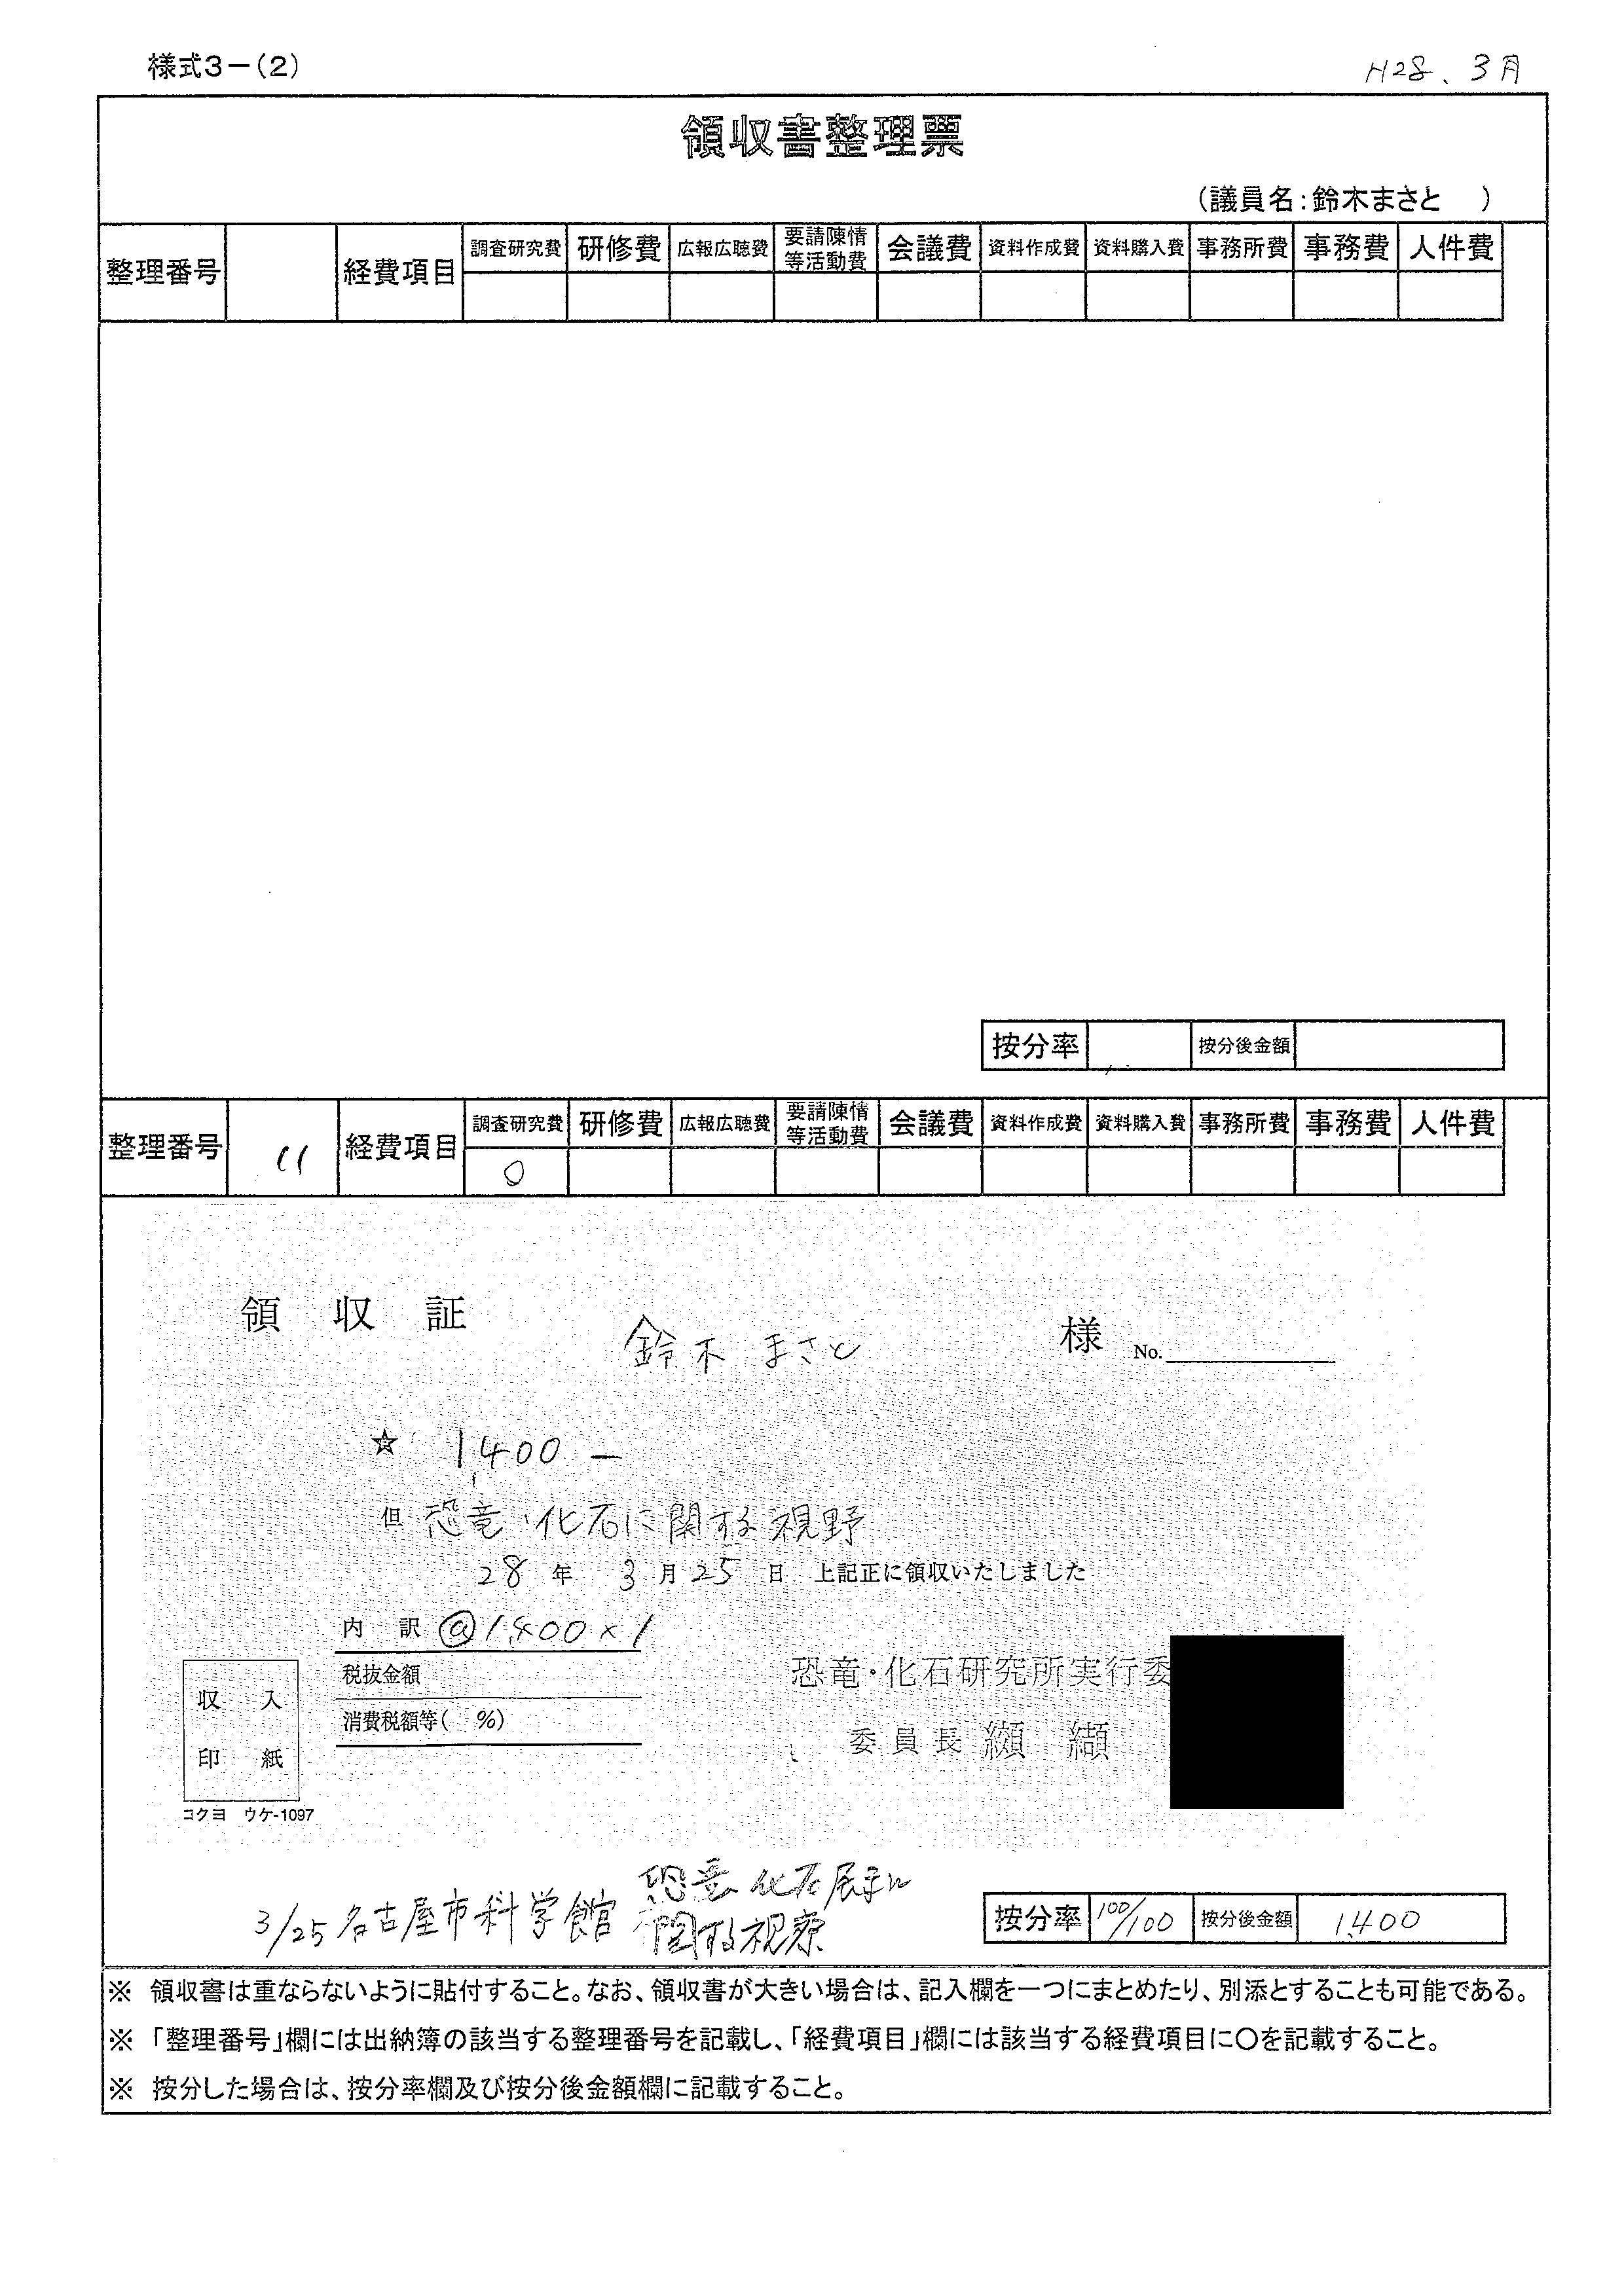 様式3－(2)
H28. 3月
領収書整理票
(議員名:鈴木まさと )
整理番号 経費項目 調査研究費 研修費 広報広聴費 要請陳情等活動費 会議費 資料作成費 資料購入費 事務所費 事務費 人件費
按分率 按分後金額
整理番号 11 経費項目 調査研究費 研修費 広報広聴費 要請陳情等活動費 会議費 資料作成費 資料購入費 事務所費 事務費 人件費
○
領収証 鈴木 まさと 様 No.
☆ 1,400 －
但 恐竜・化石に関する視野
28 年 3 月 25 日 上記正に領収いたしました
内 訳 @1,400×1
税抜金額
消費税額等( %)
収 入
印 紙
コクヨ ウケ-1097
恐竜・化石研究所実行委
委員長 纐纈
3/25 名古屋市科学館 恐竜化石展示に
関する視察
按分率 100/100 按分後金額 1,400
※ 領収書は重ならないように貼付すること。なお、領収書が大きい場合は、記入欄を一つにまとめたり、別添とすることも可能である。
※ 「整理番号」欄には出納簿の該当する整理番号を記載し、「経費項目」欄には該当する経費項目に○を記載すること。
※ 按分した場合は、按分率欄及び按分後金額欄に記載すること。